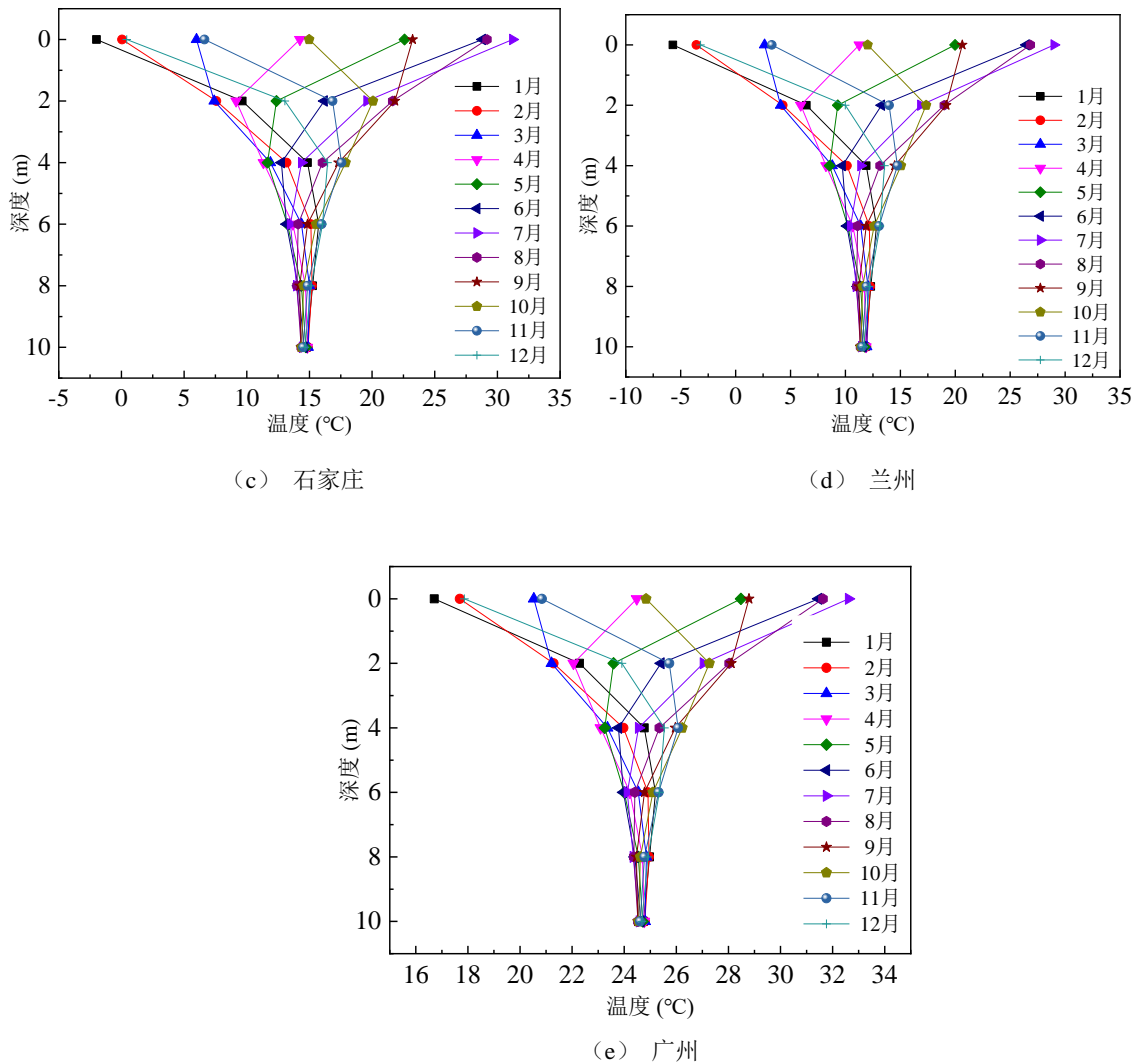 0
2
4
6
8
10
深度 (m)
-5 0 5 10 15 20 25 30 35
温度 (℃)
1月
2月
3月
4月
5月
6月
7月
8月
9月
10月
11月
12月
（c） 石家庄
0
2
4
6
8
10
深度 (m)
-10 -5 0 5 10 15 20 25 30 35
温度 (℃)
1月
2月
3月
4月
5月
6月
7月
8月
9月
10月
11月
12月
（d） 兰州
0
2
4
6
8
10
深度 (m)
16 18 20 22 24 26 28 30 32 34
温度 (℃)
1月
2月
3月
4月
5月
6月
7月
8月
9月
10月
11月
12月
（e） 广州